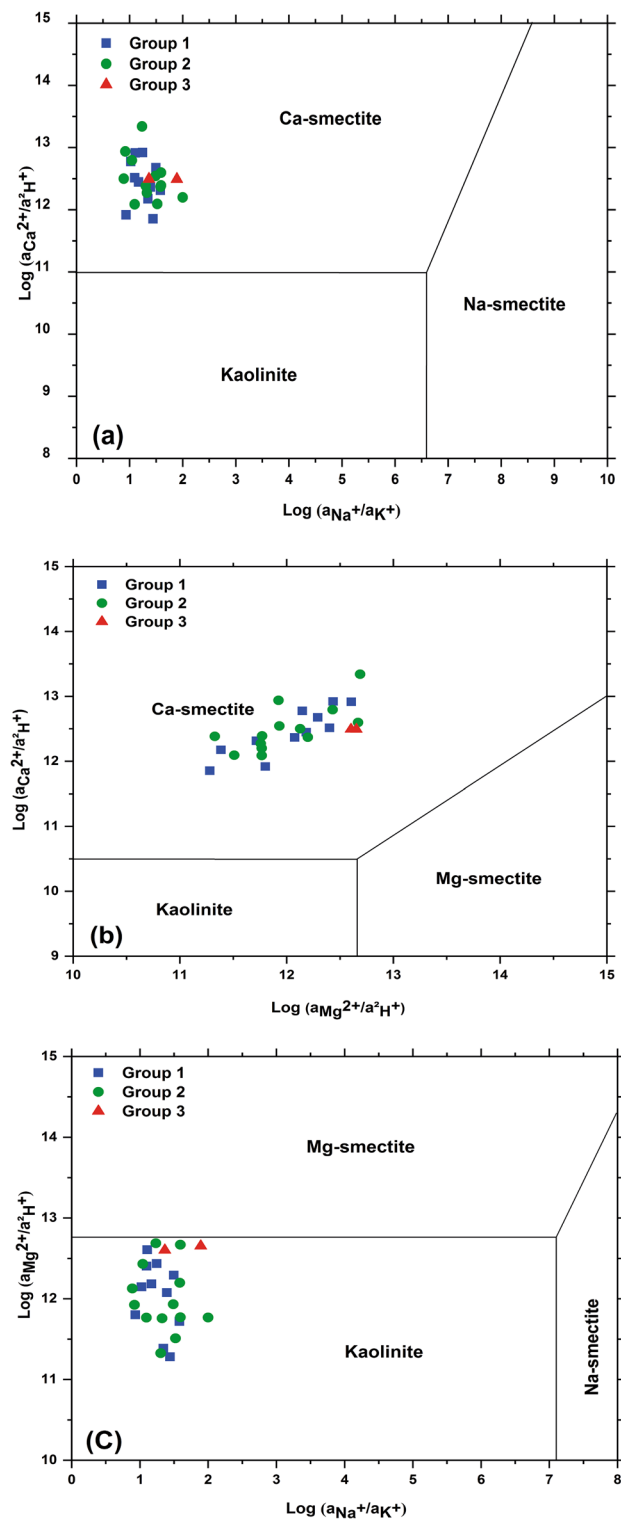 15
14
13
12
11
10
9
8
Group 1
Group 2
Group 3
Ca-smectite
Na-smectite
Kaolinite
(a)
Log (aCa2+/a²H+)
0 1 2 3 4 5 6 7 8 9 10
Log (aNa+/aK+)
15
14
13
12
11
10
9
Group 1
Group 2
Group 3
Ca-smectite
Mg-smectite
Kaolinite
(b)
Log (aCa2+/a²H+)
10 11 12 13 14 15
Log (aMg2+/a²H+)
15
14
13
12
11
10
Group 1
Group 2
Group 3
Mg-smectite
Kaolinite
Na-smectite
(C)
Log (aMg2+/a²H+)
0 1 2 3 4 5 6 7 8
Log (aNa+/aK+)